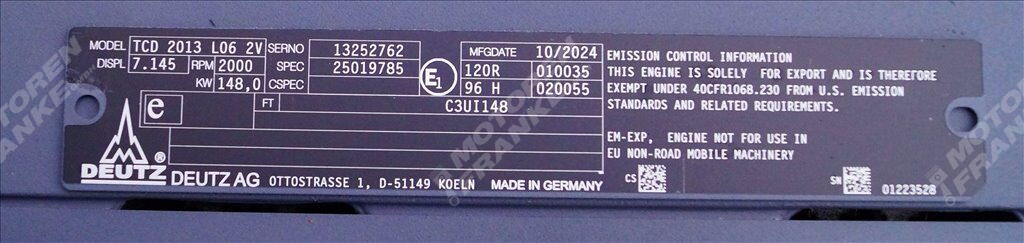 MODEL TCD 2013 L06 2V SERNO 13252762 MFGDATE 10/2024
DISPL 7.145 RPM 2000 SPEC 25019785 E1 120R 010035
KW 148,0 CSPEC 96 H 020055
e FT C3UI148
EMISSION CONTROL INFORMATION
THIS ENGINE IS SOLELY FOR EXPORT AND IS THEREFORE
EXEMPT UNDER 40CFR1068.230 FROM U.S. EMISSION
STANDARDS AND RELATED REQUIREMENTS.
EM-EXP, ENGINE NOT FOR USE IN
EU NON-ROAD MOBILE MACHINERY
DEUTZ ® DEUTZ AG OTTOSTRASSE 1, D-51149 KOELN MADE IN GERMANY
CS SN 01223528
MOTOREN
FRANKEN